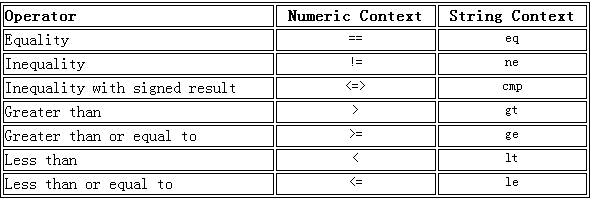 Operator Numeric Context String Context
Equality == eq
Inequality != ne
Inequality with signed result <=> cmp
Greater than > gt
Greater than or equal to >= ge
Less than < lt
Less than or equal to <= le